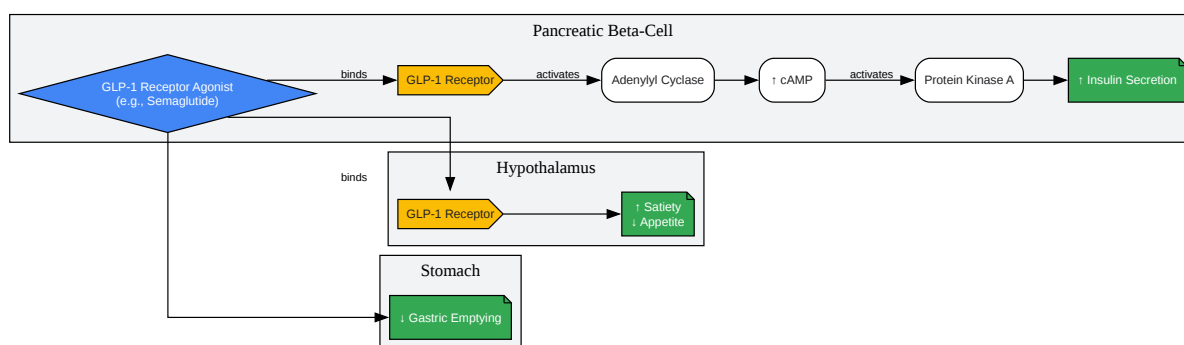 Pancreatic Beta-Cell
GLP-1 Receptor Agonist
(e.g., Semaglutide)
binds
GLP-1 Receptor
activates
Adenylyl Cyclase
↑ cAMP
activates
Protein Kinase A
↑ Insulin Secretion
binds
Hypothalamus
GLP-1 Receptor
↑ Satiety
↓ Appetite
Stomach
↓ Gastric Emptying